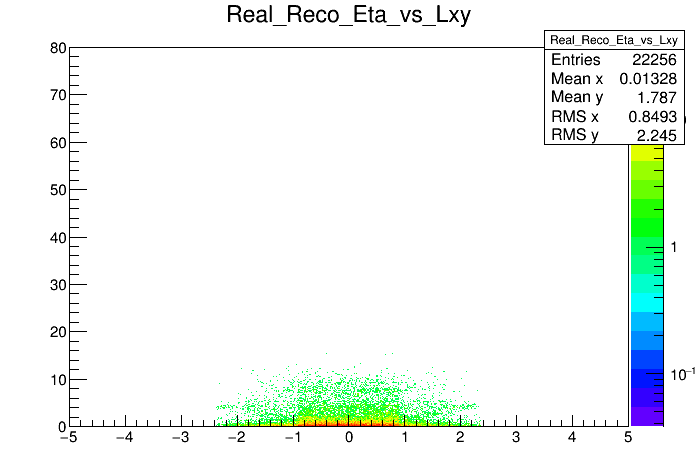 Real_Reco_Eta_vs_Lxy
Real_Reco_Eta_vs_Lxy
Entries 22256
Mean x 0.01328
Mean y 1.787
RMS x 0.8493
RMS y 2.245
80
70
60
50
40
30
20
10
0
−5 −4 −3 −2 −1 0 1 2 3 4 5
1
10−1